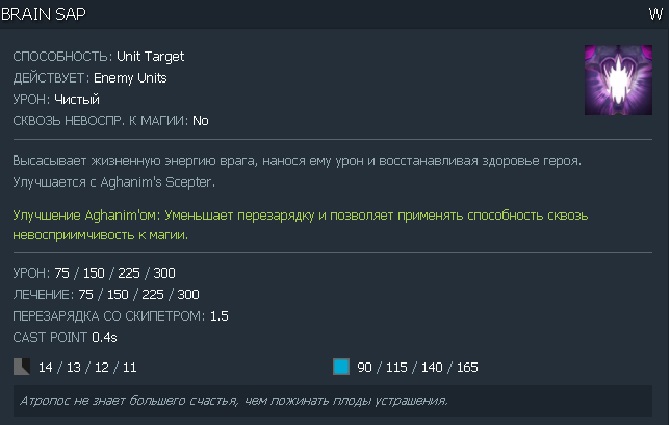 BRAIN SAP W
СПОСОБНОСТЬ: Unit Target
ДЕЙСТВУЕТ: Enemy Units
УРОН: Чистый
СКВОЗЬ НЕВОСПР. К МАГИИ: No
Высасывает жизненную энергию врага, нанося ему урон и восстанавливая здоровье героя.
Улучшается с Aghanim's Scepter.
Улучшение Aghanim'ом: Уменьшает перезарядку и позволяет применять способность сквозь
невосприимчивость к магии.
УРОН: 75 / 150 / 225 / 300
ЛЕЧЕНИЕ: 75 / 150 / 225 / 300
ПЕРЕЗАРЯДКА СО СКИПЕТРОМ: 1.5
CAST POINT 0.4s
14 / 13 / 12 / 11 90 / 115 / 140 / 165
Атропос не знает большего счастья, чем пожинать плоды устрашения.